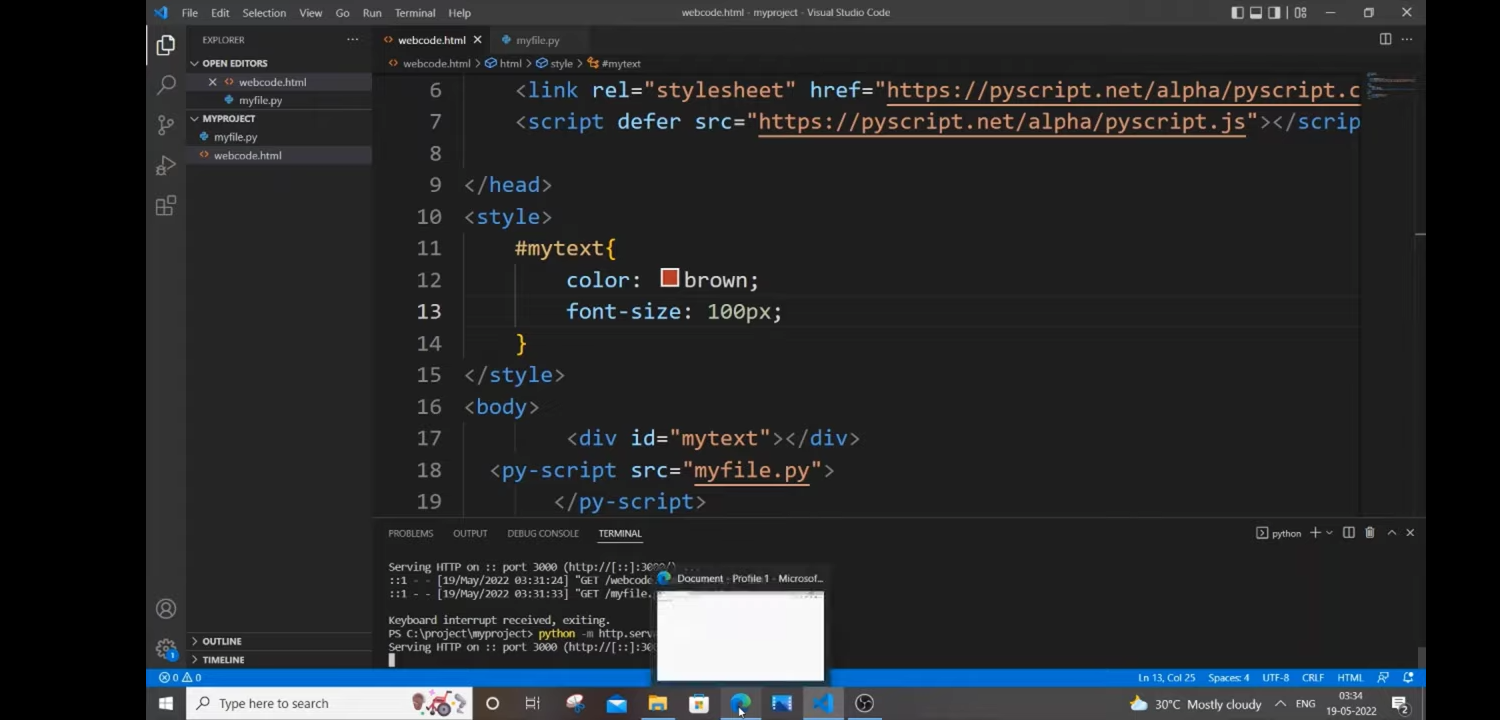 File Edit Selection View Go Run Terminal Help
webcode.html - myproject - Visual Studio Code
EXPLORER
OPEN EDITORS
webcode.html
myfile.py
MYPROJECT
myfile.py
webcode.html
OUTLINE
TIMELINE
webcode.html myfile.py
webcode.html > html > style > #mytext
6 <link rel="stylesheet" href="https://pyscript.net/alpha/pyscript.c
7 <script defer src="https://pyscript.net/alpha/pyscript.js"></scrip
8
9 </head>
10 <style>
11 #mytext{
12 color: brown;
13 font-size: 100px;
14 }
15 </style>
16 <body>
17 <div id="mytext"></div>
18 <py-script src="myfile.py">
19 </py-script>
PROBLEMS OUTPUT DEBUG CONSOLE TERMINAL
python
Serving HTTP on :: port 3000 (http://[::]:3000/) ...
::1 - - [19/May/2022 03:31:24] "GET /webcode
::1 - - [19/May/2022 03:31:33] "GET /myfile.
Keyboard interrupt received, exiting.
PS C:\project\myproject> python -m http.serv
Serving HTTP on :: port 3000 (http://[::]:30
Document - Profile 1 - Microsof...
0 0
Ln 13, Col 25 Spaces: 4 UTF-8 CRLF HTML
Type here to search
30°C Mostly cloudy
ENG
03:34
19-05-2022
1
2